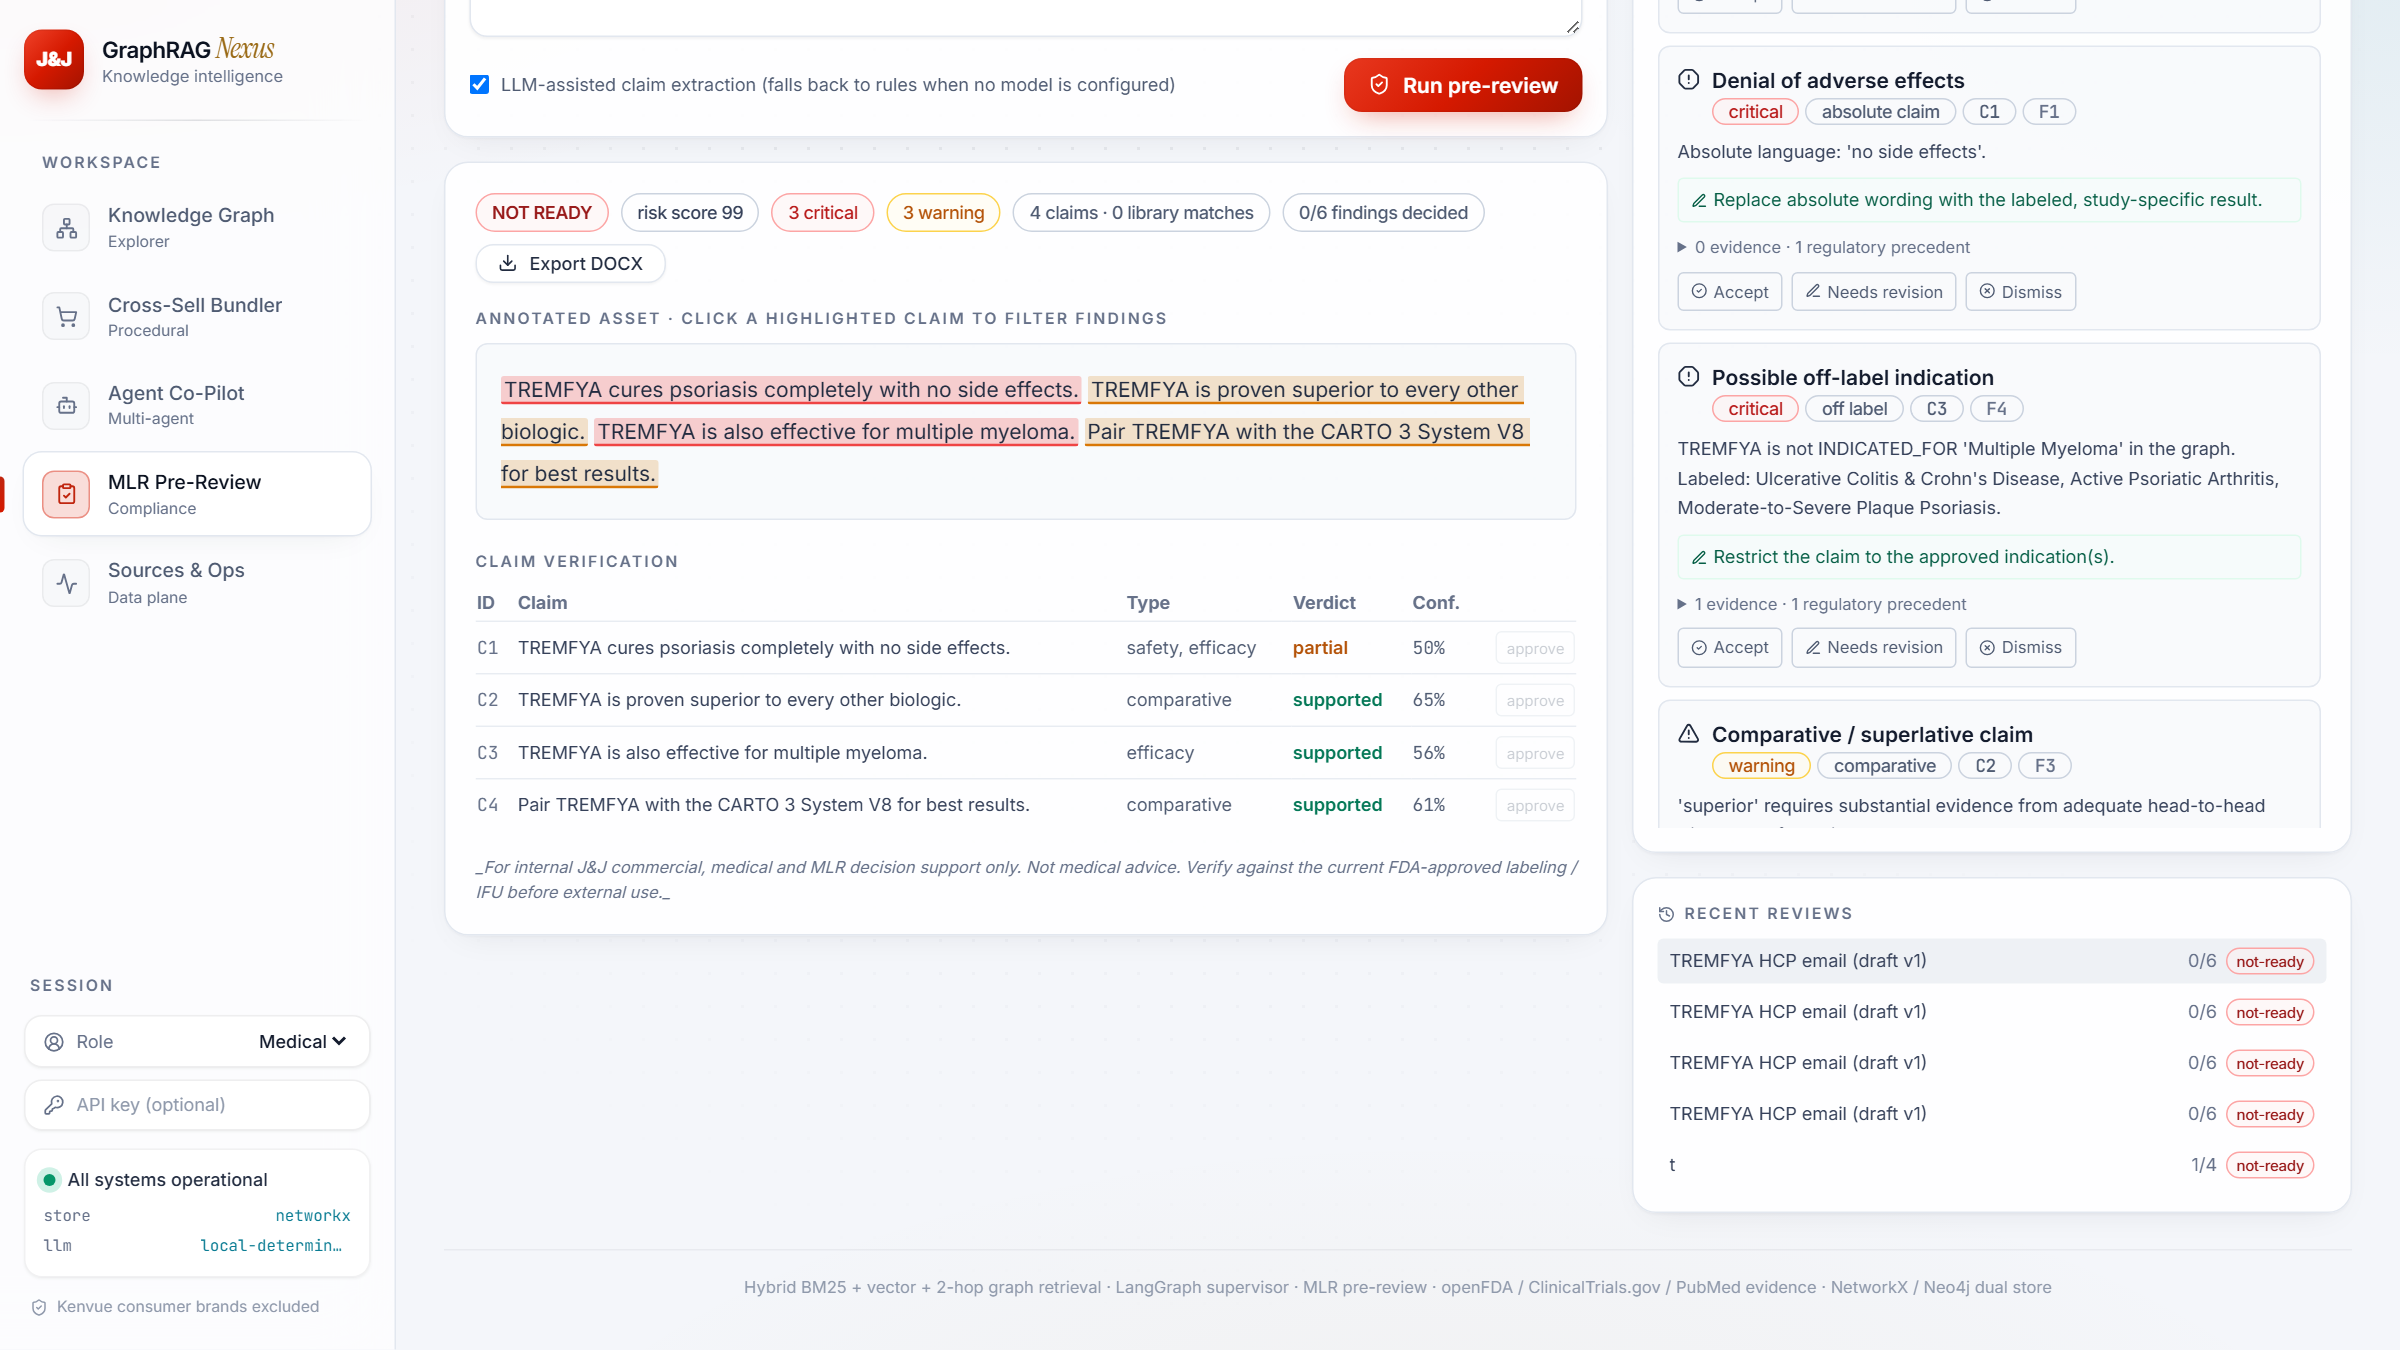 J&J
GraphRAG Nexus
Knowledge intelligence
WORKSPACE
Knowledge Graph
Explorer
Cross-Sell Bundler
Procedural
Agent Co-Pilot
Multi-agent
MLR Pre-Review
Compliance
Sources & Ops
Data plane
SESSION
Role Medical
API key (optional)
All systems operational
store networkx
llm local-determin…
Kenvue consumer brands excluded
LLM-assisted claim extraction (falls back to rules when no model is configured)
Run pre-review
NOT READY risk score 99 3 critical 3 warning 4 claims · 0 library matches 0/6 findings decided
Export DOCX
ANNOTATED ASSET · CLICK A HIGHLIGHTED CLAIM TO FILTER FINDINGS
TREMFYA cures psoriasis completely with no side effects. TREMFYA is proven superior to every other
biologic. TREMFYA is also effective for multiple myeloma. Pair TREMFYA with the CARTO 3 System V8
for best results.
CLAIM VERIFICATION
ID Claim Type Verdict Conf.
C1 TREMFYA cures psoriasis completely with no side effects. safety, efficacy partial 50% approve
C2 TREMFYA is proven superior to every other biologic. comparative supported 65% approve
C3 TREMFYA is also effective for multiple myeloma. efficacy supported 56% approve
C4 Pair TREMFYA with the CARTO 3 System V8 for best results. comparative supported 61% approve
_For internal J&J commercial, medical and MLR decision support only. Not medical advice. Verify against the current FDA-approved labeling /
IFU before external use._
Denial of adverse effects
critical absolute claim C1 F1
Absolute language: 'no side effects'.
Replace absolute wording with the labeled, study-specific result.
0 evidence · 1 regulatory precedent
Accept Needs revision Dismiss
Possible off-label indication
critical off label C3 F4
TREMFYA is not INDICATED_FOR 'Multiple Myeloma' in the graph.
Labeled: Ulcerative Colitis & Crohn's Disease, Active Psoriatic Arthritis,
Moderate-to-Severe Plaque Psoriasis.
Restrict the claim to the approved indication(s).
1 evidence · 1 regulatory precedent
Accept Needs revision Dismiss
Comparative / superlative claim
warning comparative C2 F3
'superior' requires substantial evidence from adequate head-to-head
RECENT REVIEWS
TREMFYA HCP email (draft v1) 0/6 not-ready
TREMFYA HCP email (draft v1) 0/6 not-ready
TREMFYA HCP email (draft v1) 0/6 not-ready
TREMFYA HCP email (draft v1) 0/6 not-ready
t 1/4 not-ready
Hybrid BM25 + vector + 2-hop graph retrieval · LangGraph supervisor · MLR pre-review · openFDA / ClinicalTrials.gov / PubMed evidence · NetworkX / Neo4j dual store